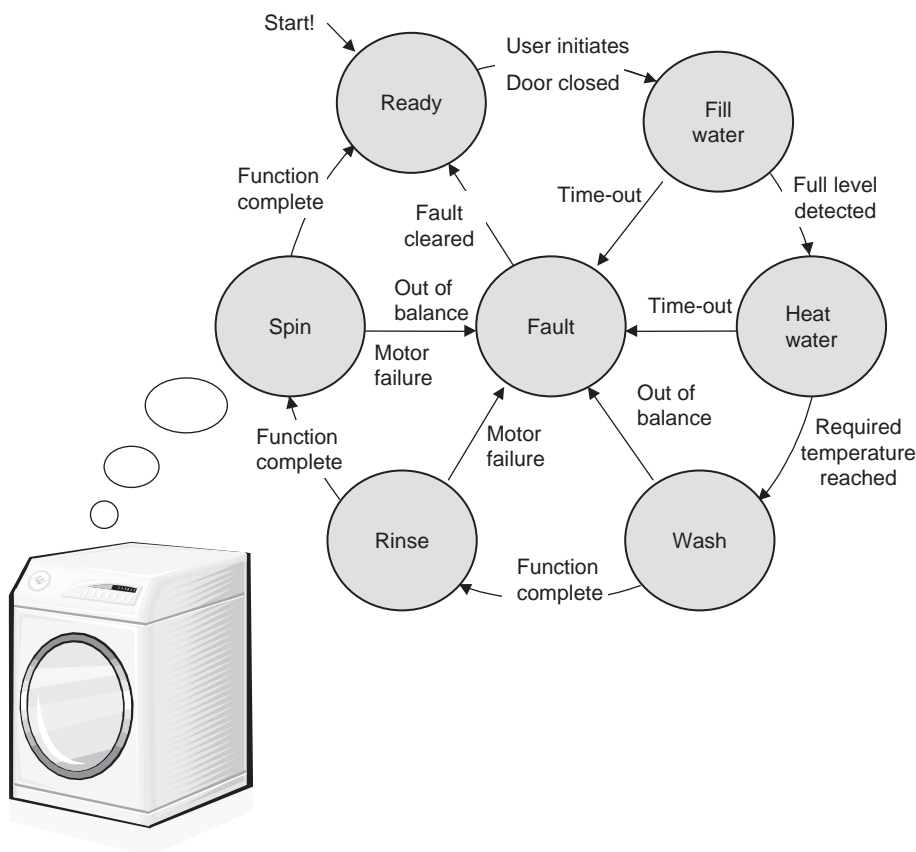 Start!
Ready
User initiates
Door closed
Fill
water
Function
complete
Fault
cleared
Time-out
Full level
detected
Spin
Out of
balance
Motor
failure
Fault
Time-out
Heat
water
Function
complete
Motor
failure
Out of
balance
Required
temperature
reached
Rinse
Function
complete
Wash